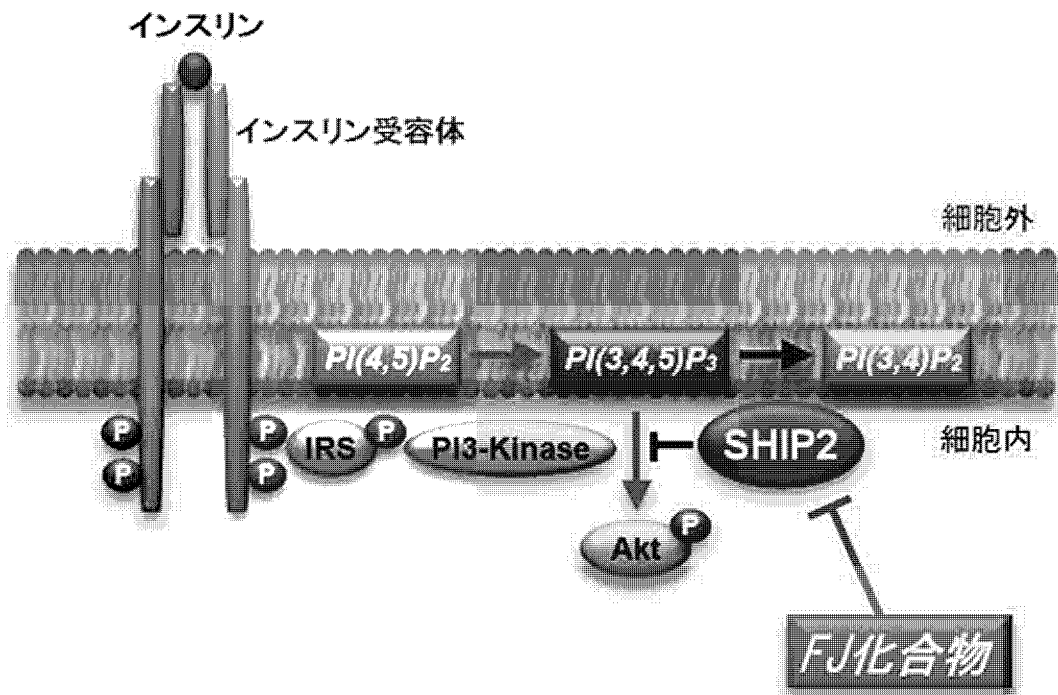 インスリン
インスリン受容体
細胞外
PI(4,5)P2
PI(3,4,5)P3
PI(3,4)P2
P
P
P
P
IRS
P
PI3-Kinase
SHIP2
細胞内
Akt
P
FJ化合物